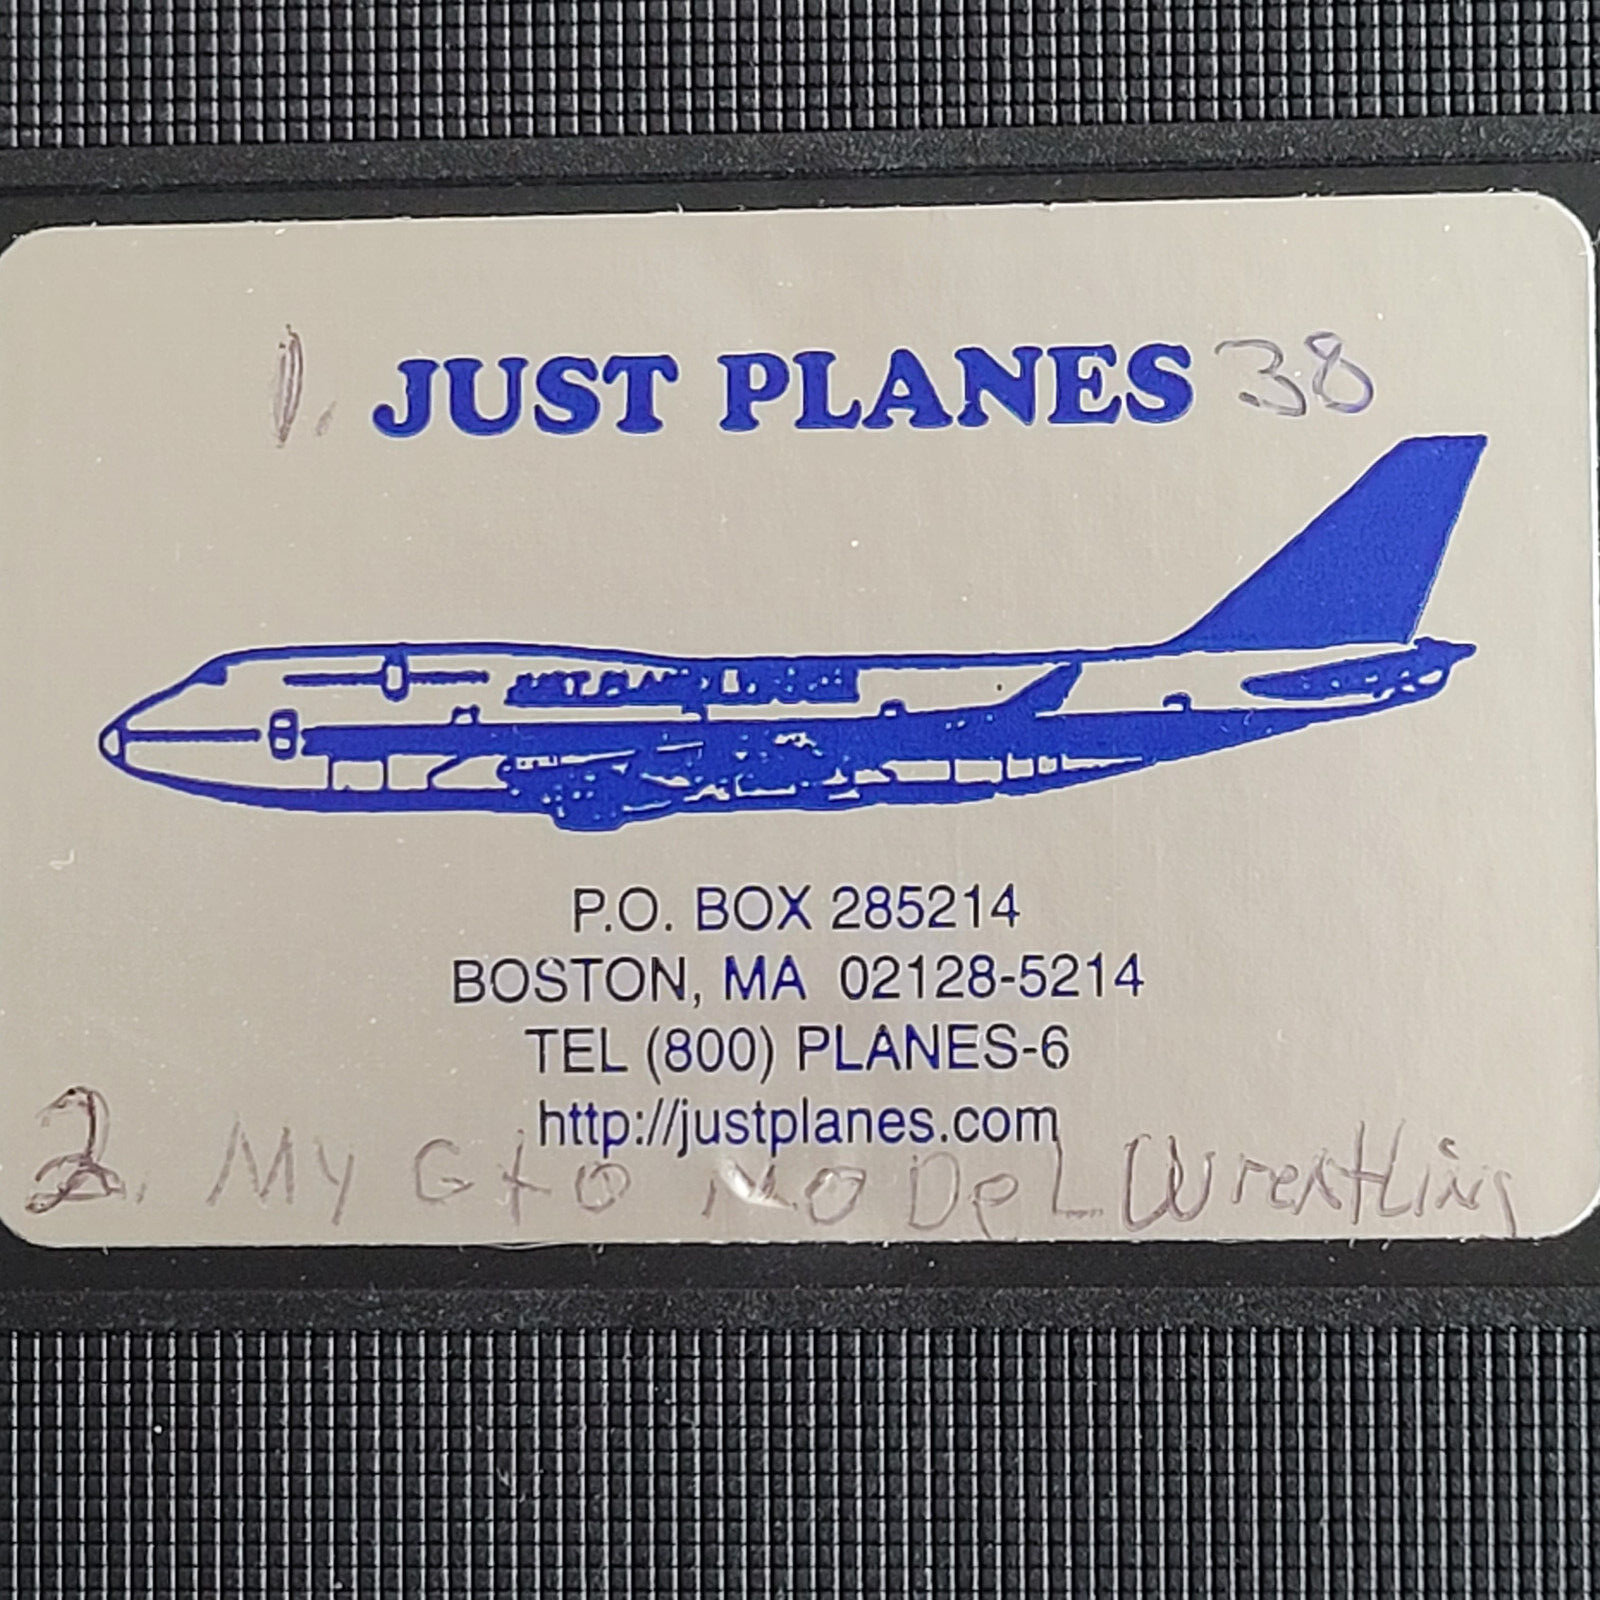 1. JUST PLANES 38
P.O. BOX 285214
BOSTON, MA 02128-5214
TEL (800) PLANES-6
http://justplanes.com
2. My Gto MoDeL Wrestling